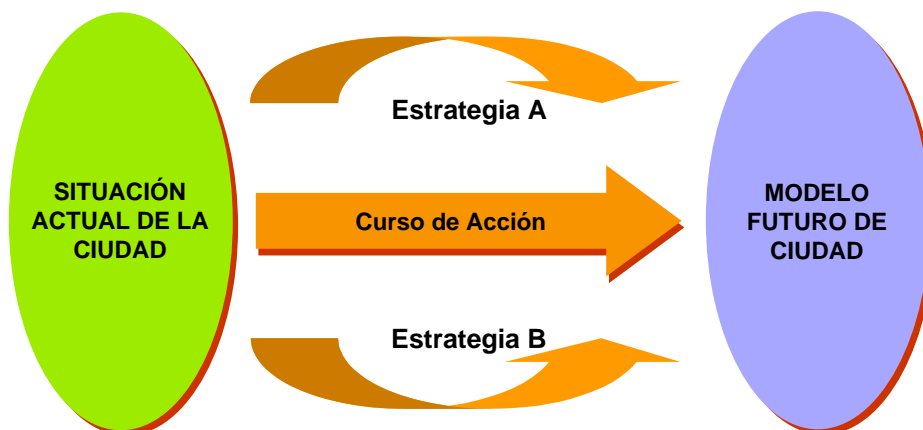 Estrategia A
SITUACIÓN
ACTUAL DE LA
CIUDAD
Curso de Acción
MODELO
FUTURO DE
CIUDAD
Estrategia B